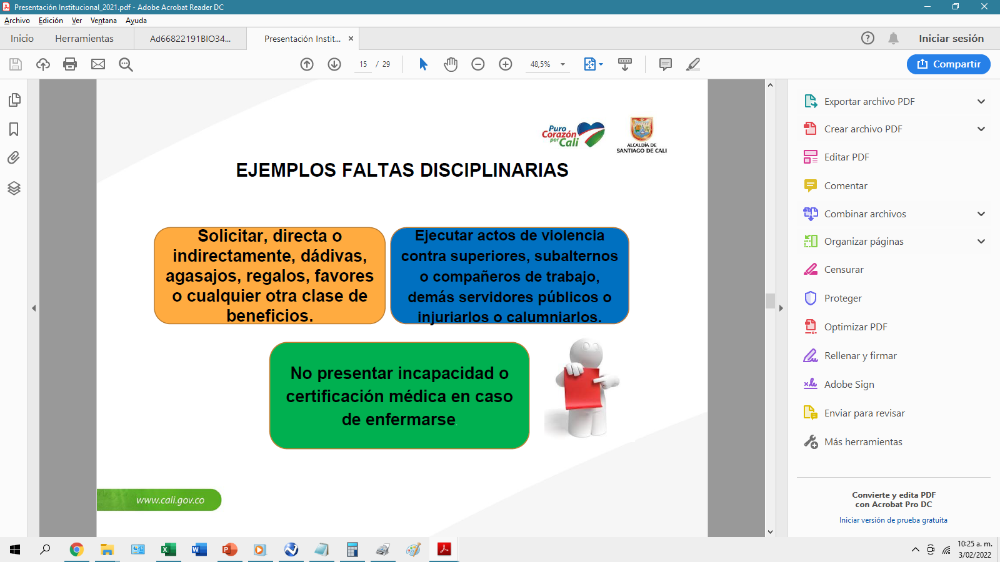 Presentación Institucional_2021.pdf - Adobe Acrobat Reader DC
Archivo Edición Ver Ventana Ayuda
Inicio Herramientas Ad66822191BIO34... Presentación Instit... × Iniciar sesión
15 / 29 48,5% Compartir
Puro
Corazón
por Cali
ALCALDÍA DE
SANTIAGO DE CALI
EJEMPLOS FALTAS DISCIPLINARIAS
Solicitar, directa o
indirectamente, dádivas,
agasajos, regalos, favores
o cualquier otra clase de
beneficios.
Ejecutar actos de violencia
contra superiores, subalternos
o compañeros de trabajo,
demás servidores públicos o
injuriarlos o calumniarlos.
No presentar incapacidad o
certificación médica en caso
de enfermarse.
www.cali.gov.co
Exportar archivo PDF
Crear archivo PDF
Editar PDF
Comentar
Combinar archivos
Organizar páginas
Censurar
Proteger
Optimizar PDF
Rellenar y firmar
Adobe Sign
Enviar para revisar
Más herramientas
Convierte y edita PDF
con Acrobat Pro DC
Iniciar versión de prueba gratuita
10:25 a. m.
3/02/2022